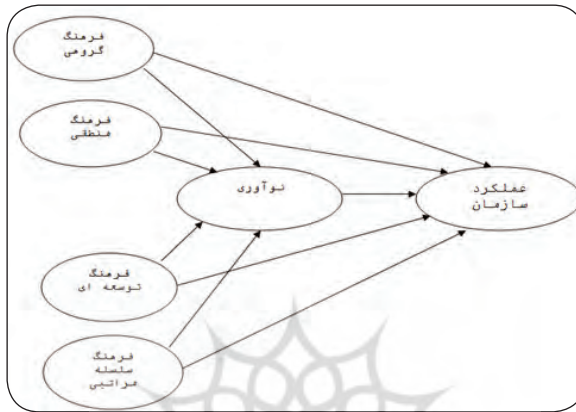 فرهنگ
گروهی
فرهنگ
منطقی
نوآوری
عملکرد
سازمان
فرهنگ
توسعه ای
فرهنگ
سلسله
مراتبی